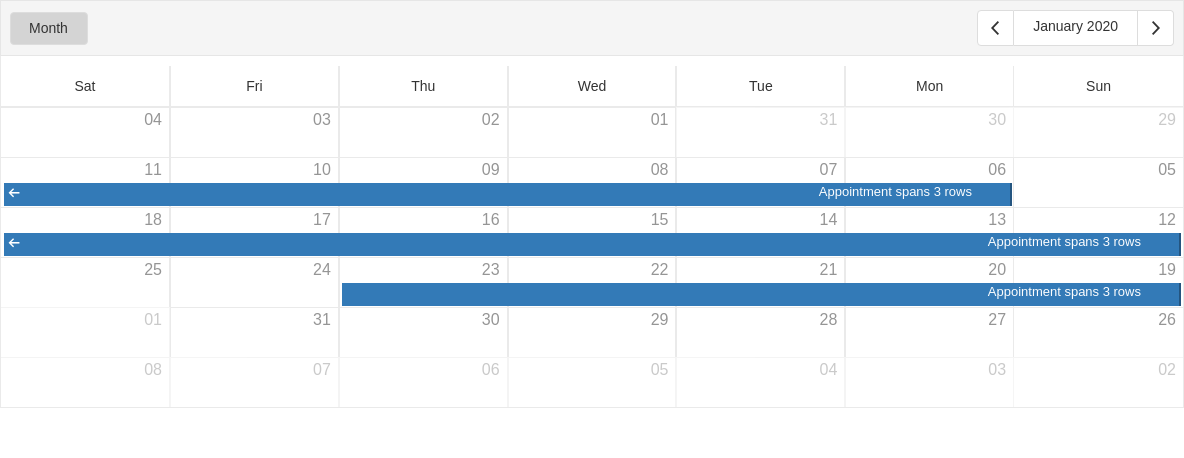 Month January 2020
Sat Fri Thu Wed Tue Mon Sun
04 03 02 01 31 30 29
11 10 09 08 07 06 05
Appointment spans 3 rows
18 17 16 15 14 13 12
Appointment spans 3 rows
25 24 23 22 21 20 19
Appointment spans 3 rows
01 31 30 29 28 27 26
08 07 06 05 04 03 02